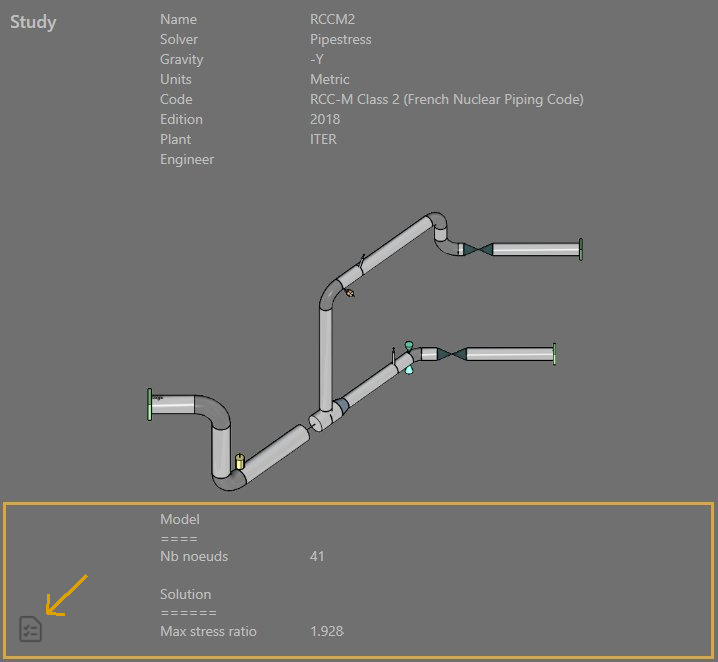 Study
Name RCCM2
Solver Pipestress
Gravity -Y
Units Metric
Code RCC-M Class 2 (French Nuclear Piping Code)
Edition 2018
Plant ITER
Engineer
Model
====
Nb noeuds 41
Solution
======
Max stress ratio 1.928